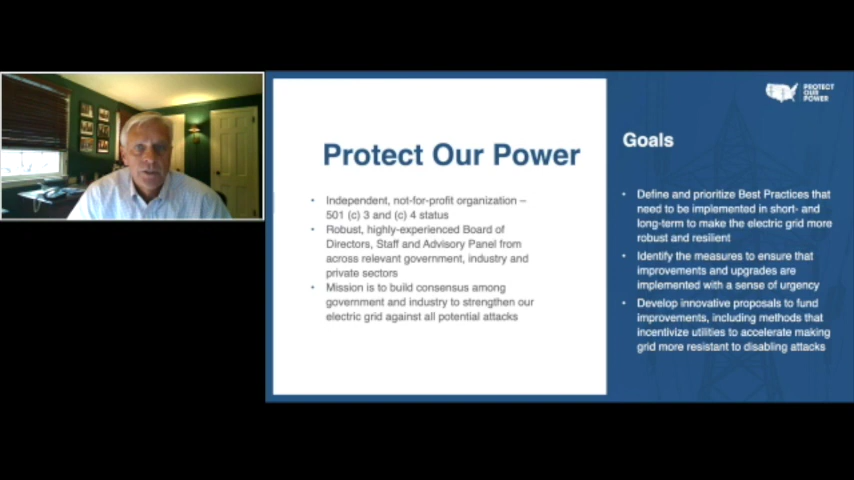 PROTECT
OUR
POWER
Protect Our Power
• Independent, not-for-profit organization –
501 (c) 3 and (c) 4 status
• Robust, highly-experienced Board of
Directors, Staff and Advisory Panel from
across relevant government, industry and
private sectors
• Mission is to build consensus among
government and industry to strengthen our
electric grid against all potential attacks
Goals
• Define and prioritize Best Practices that
need to be implemented in short- and
long-term to make the electric grid more
robust and resilient
• Identify the measures to ensure that
improvements and upgrades are
implemented with a sense of urgency
• Develop innovative proposals to fund
improvements, including methods that
incentivize utilities to accelerate making
grid more resistant to disabling attacks